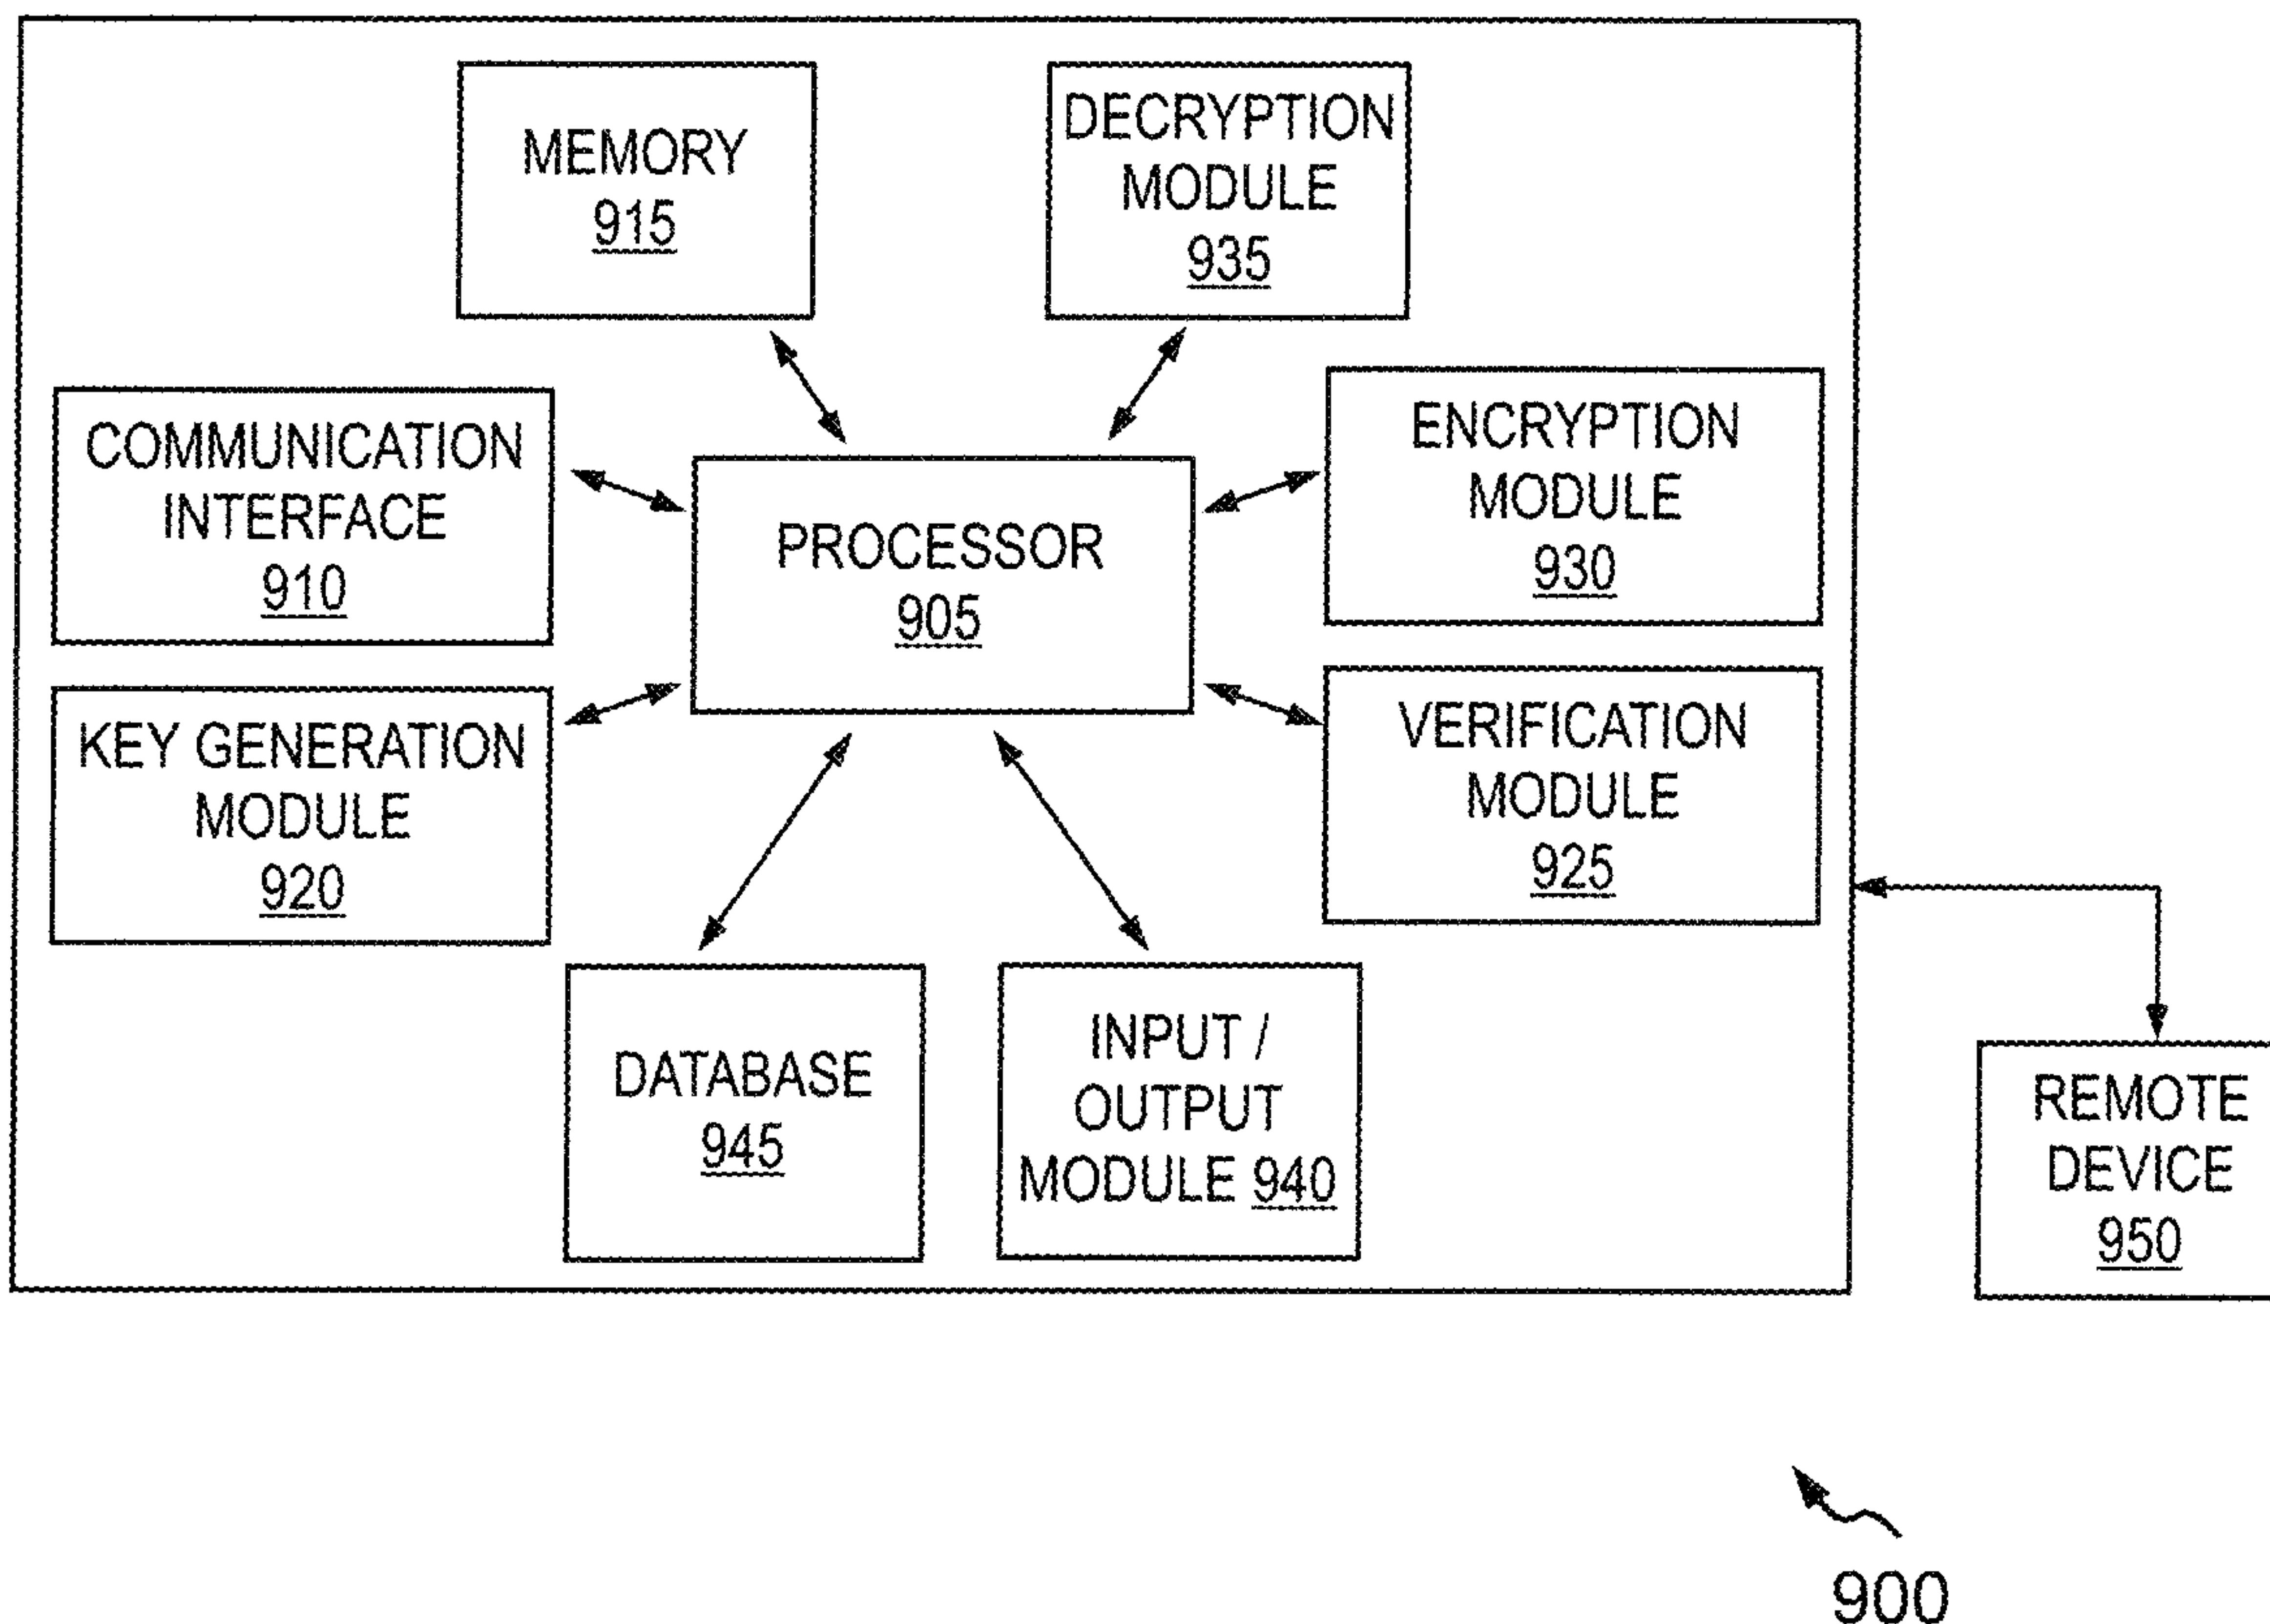 MEMORY
915
DECRYPTION
MODULE
935
COMMUNICATION
INTERFACE
910
PROCESSOR
905
ENCRYPTION
MODULE
930
KEY GENERATION
MODULE
920
VERIFICATION
MODULE
925
DATABASE
945
INPUT /
OUTPUT
MODULE 940
REMOTE
DEVICE
950
900